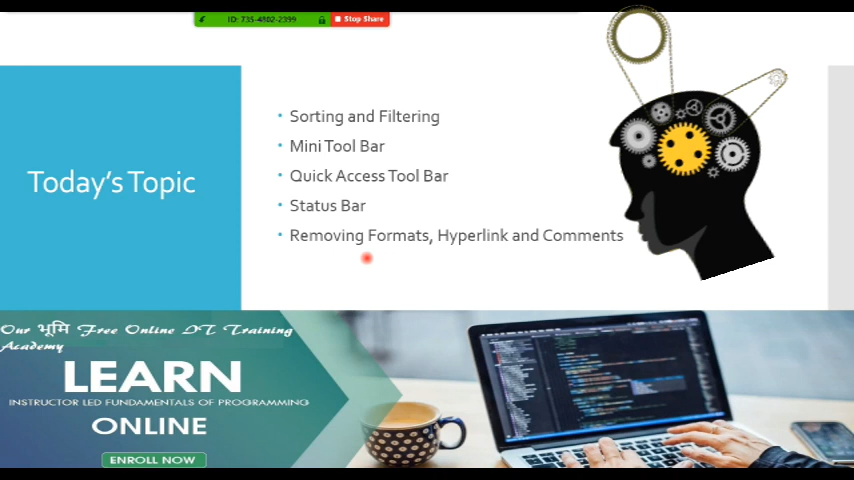 ID: 735-4802-2399
Stop Share
Today's Topic
Sorting and Filtering
Mini Tool Bar
Quick Access Tool Bar
Status Bar
Removing Formats, Hyperlink and Comments
Our भूमि Free Online IT Training
Academy
LEARN
INSTRUCTOR LED FUNDAMENTALS OF PROGRAMMING
ONLINE
ENROLL NOW